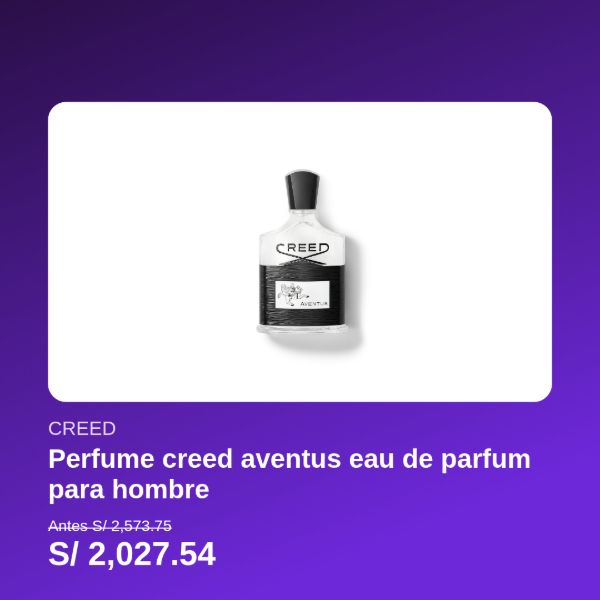 CREED
AVENTUS
CREED
Perfume creed aventus eau de parfum
para hombre
Antes S/ 2,573.75
S/ 2,027.54